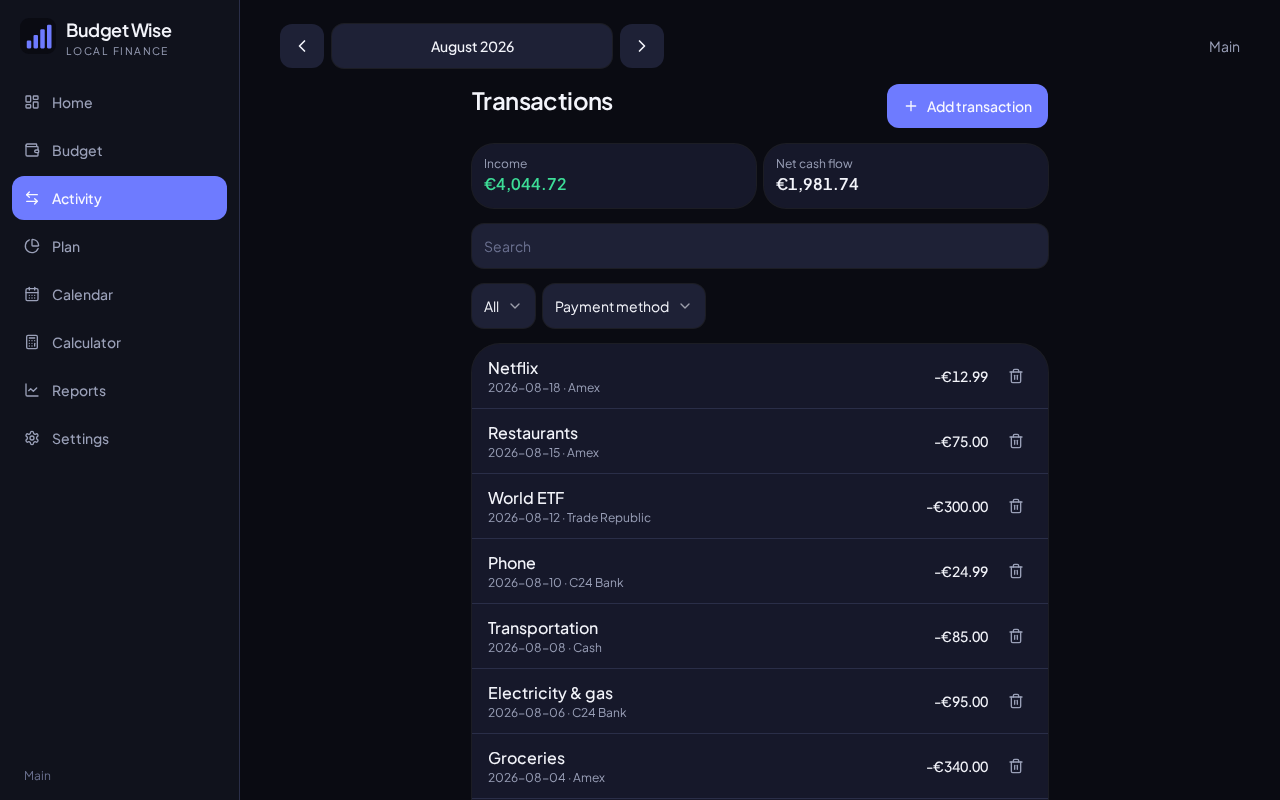 BudgetWise
LOCAL FINANCE
Home
Budget
Activity
Plan
Calendar
Calculator
Reports
Settings
Main
August 2026
Main
Transactions
Add transaction
Income
€4,044.72
Net cash flow
€1,981.74
Search
All
Payment method
Netflix
2026-08-18 · Amex
-€12.99
Restaurants
2026-08-15 · Amex
-€75.00
World ETF
2026-08-12 · Trade Republic
-€300.00
Phone
2026-08-10 · C24 Bank
-€24.99
Transportation
2026-08-08 · Cash
-€85.00
Electricity & gas
2026-08-06 · C24 Bank
-€95.00
Groceries
2026-08-04 · Amex
-€340.00